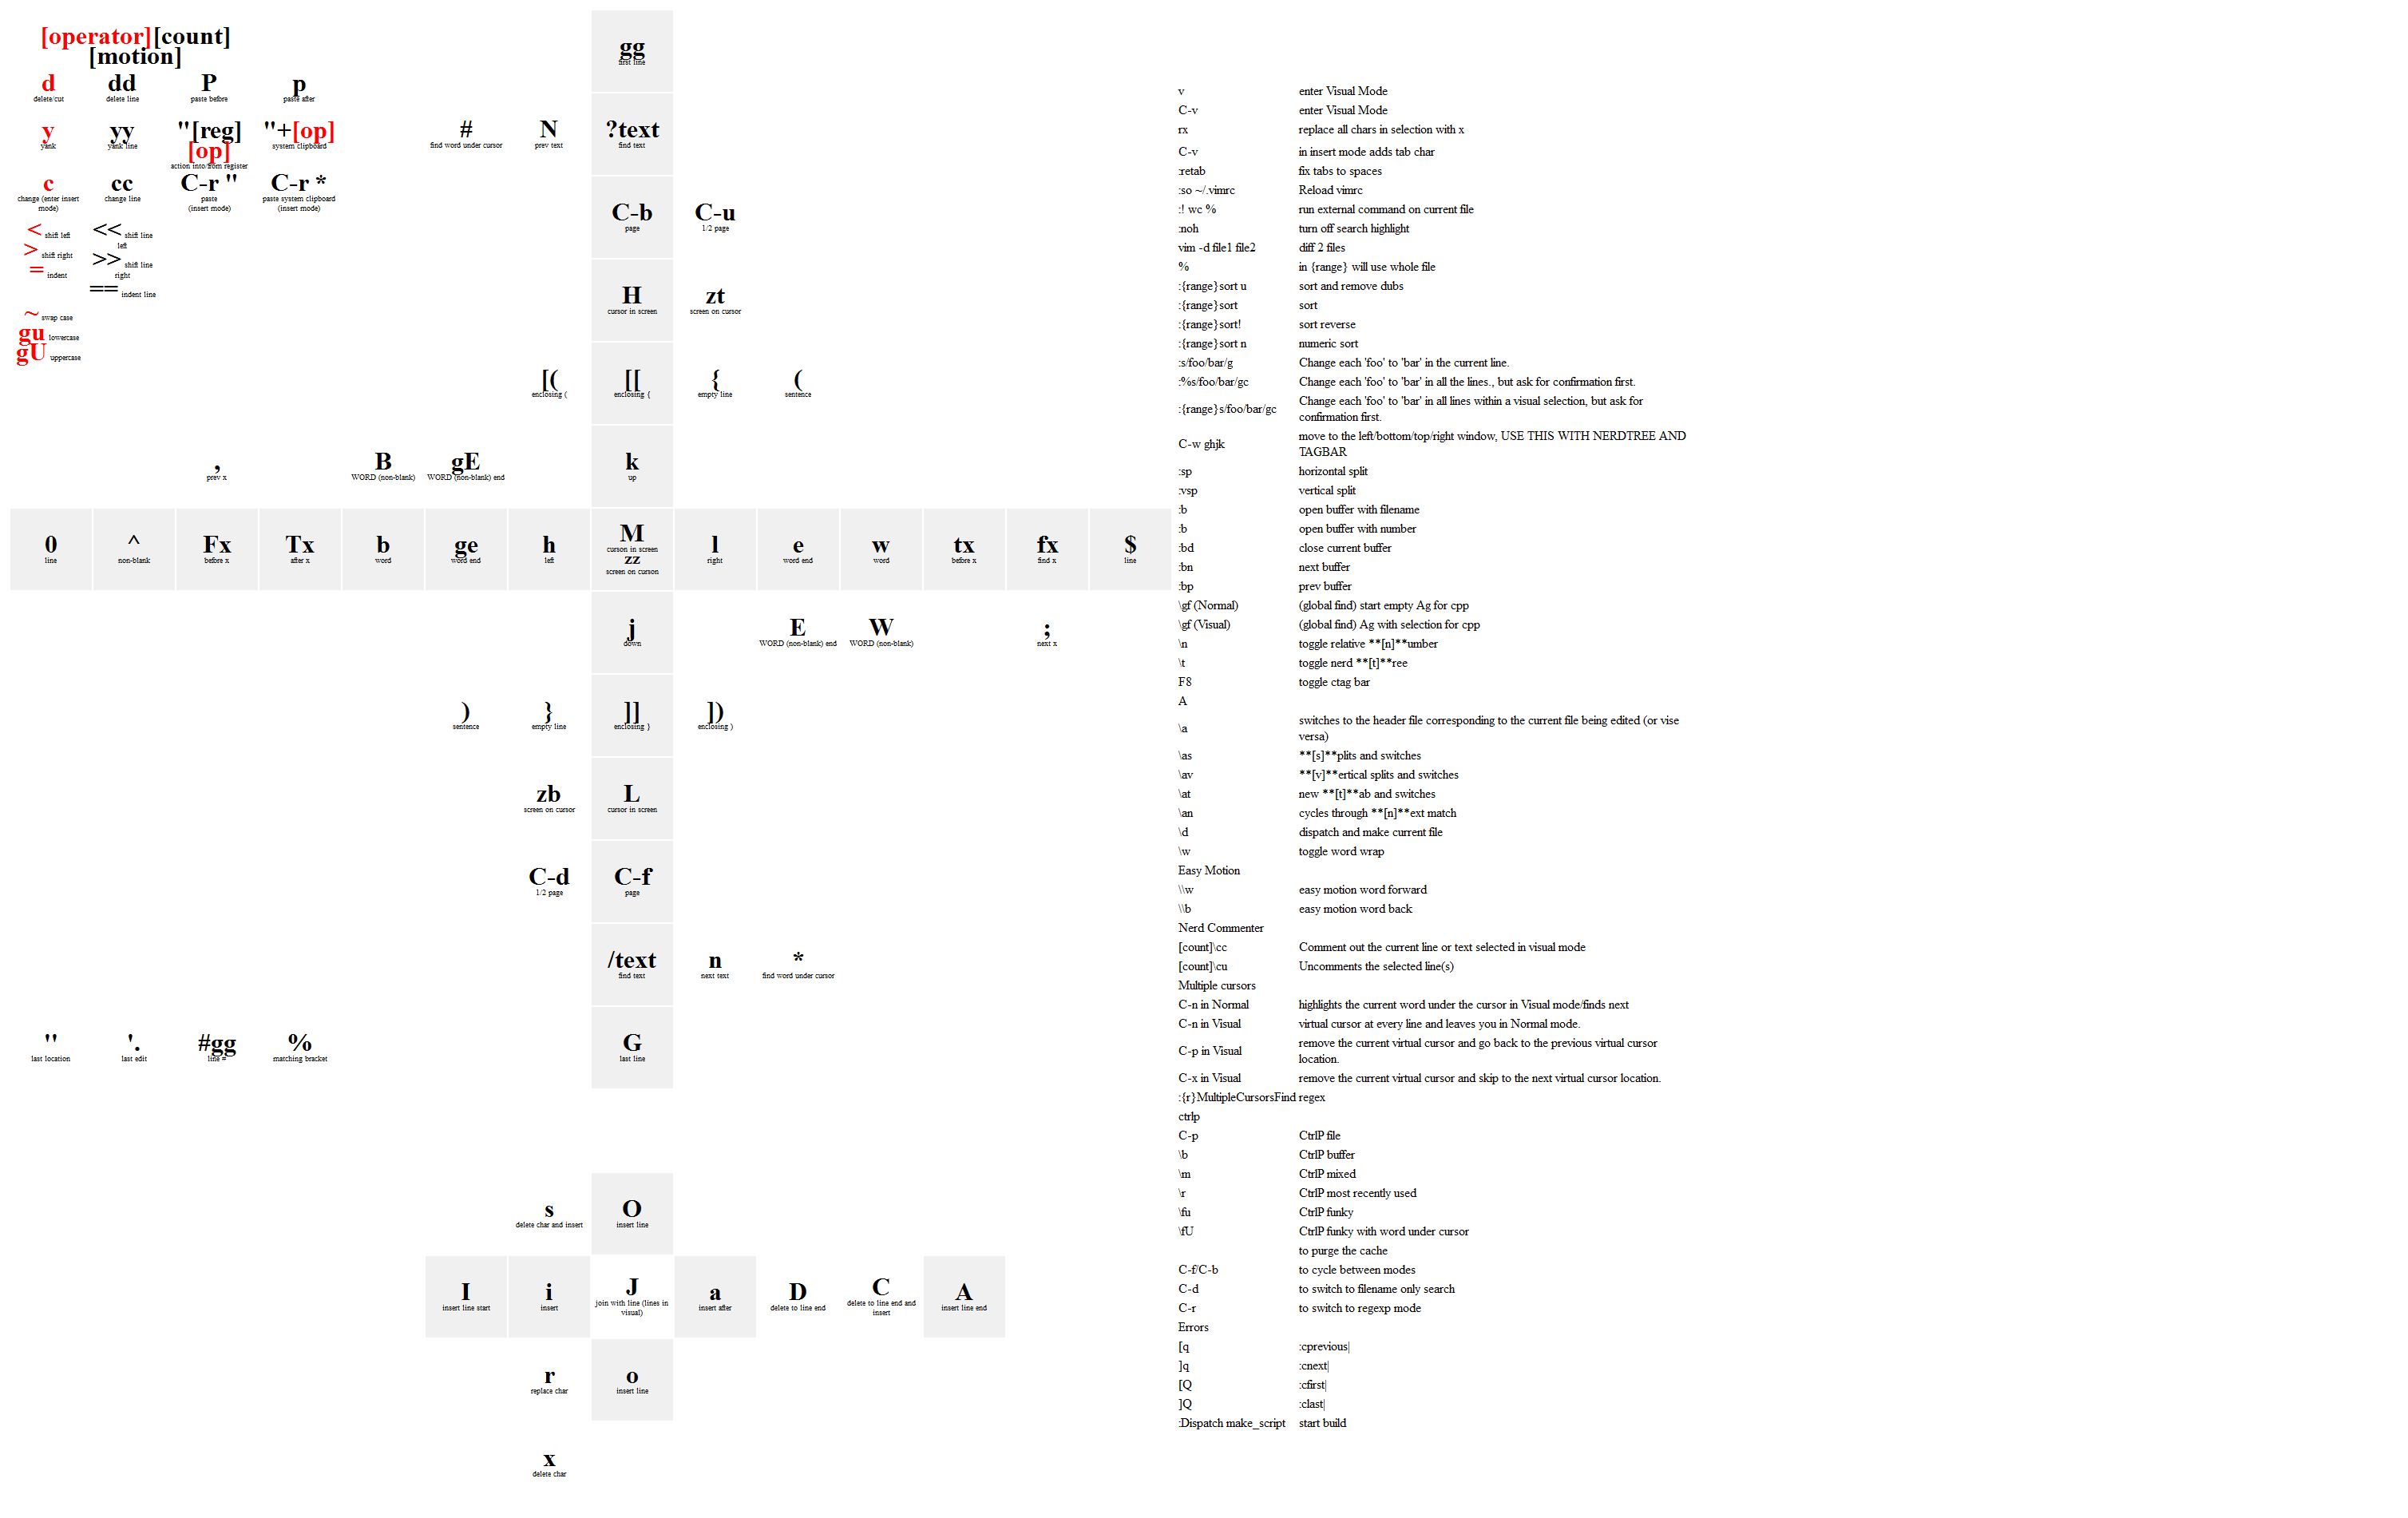 [operator][count]
[motion]
d dd P p
delete/cut delete line paste before paste after
y yy "[reg] "+[op]
yank yank line [op] system clipboard
action into/from register
c cc C-r " C-r *
change (enter insert change line paste paste system clipboard
mode) (insert mode) (insert mode)
< shift left << shift line
left
> shift right >> shift line
right
= indent == indent line
~ swap case
gu lowercase
gU uppercase
gg
first line
# N ?text
find word under cursor prev text find text
C-b C-u
page 1/2 page
H zt
cursor in screen screen on cursor
[( [[ { (
enclosing ( enclosing { empty line sentence
, B gE k
prev x WORD (non-blank) WORD (non-blank) end up
0 ^ Fx Tx b ge h M l e w tx fx $
line non-blank before x after x word word end left curson in screen right word end word before x find x line
zz
screen on curson
j E W ;
down WORD (non-blank) end WORD (non-blank) next x
) } ]] ])
sentence empty line enclosing } enclosing )
zb L
screen on cursor cursor in screen
C-d C-f
1/2 page page
/text n *
find text next text find word under cursor
'' '. #gg % G
last location last edit line # matching bracket last line
s O
delete char and insert insert line
I i J a D C A
insert line start insert join with line (lines in visual) insert after delete to line end delete to line end and insert insert line end
r o
replace char insert line
x
delete char
v enter Visual Mode
C-v enter Visual Mode
rx replace all chars in selection with x
C-v in insert mode adds tab char
:retab fix tabs to spaces
:so ~/.vimrc Reload vimrc
:! wc % run external command on current file
:noh turn off search highlight
vim -d file1 file2 diff 2 files
% in {range} will use whole file
:{range}sort u sort and remove dubs
:{range}sort sort
:{range}sort! sort reverse
:{range}sort n numeric sort
:s/foo/bar/g Change each 'foo' to 'bar' in the current line.
:%s/foo/bar/gc Change each 'foo' to 'bar' in all the lines., but ask for confirmation first.
:{range}s/foo/bar/gc Change each 'foo' to 'bar' in all lines within a visual selection, but ask for
confirmation first.
C-w ghjk move to the left/bottom/top/right window, USE THIS WITH NERDTREE AND
TAGBAR
:sp horizontal split
:vsp vertical split
:b open buffer with filename
:b open buffer with number
:bd close current buffer
:bn next buffer
:bp prev buffer
\gf (Normal) (global find) start empty Ag for cpp
\gf (Visual) (global find) Ag with selection for cpp
\n toggle relative **[n]**umber
\t toggle nerd **[t]**ree
F8 toggle ctag bar
A
\a switches to the header file corresponding to the current file being edited (or vise
versa)
\as **[s]**plits and switches
\av **[v]**ertical splits and switches
\at new **[t]**ab and switches
\an cycles through **[n]**ext match
\d dispatch and make current file
\w toggle word wrap
Easy Motion
\\w easy motion word forward
\\b easy motion word back
Nerd Commenter
[count]\cc Comment out the current line or text selected in visual mode
[count]\cu Uncomments the selected line(s)
Multiple cursors
C-n in Normal highlights the current word under the cursor in Visual mode/finds next
C-n in Visual virtual cursor at every line and leaves you in Normal mode.
C-p in Visual remove the current virtual cursor and go back to the previous virtual cursor
location.
C-x in Visual remove the current virtual cursor and skip to the next virtual cursor location.
:{r}MultipleCursorsFind regex
ctrlp
C-p CtrlP file
\b CtrlP buffer
\m CtrlP mixed
\r CtrlP most recently used
\fu CtrlP funky
\fU CtrlP funky with word under cursor
to purge the cache
C-f/C-b to cycle between modes
C-d to switch to filename only search
C-r to switch to regexp mode
Errors
[q :cprevious|
]q :cnext|
[Q :cfirst|
]Q :clast|
:Dispatch make_script start build